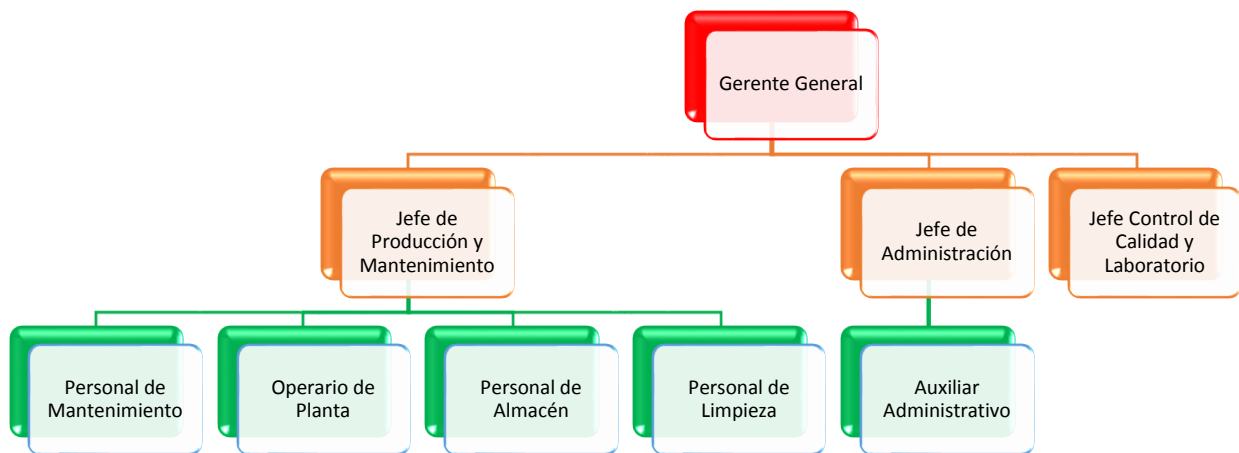 Gerente General
Jefe de
Producción y
Mantenimiento
Jefe de
Administración
Jefe Control de
Calidad y
Laboratorio
Personal de
Mantenimiento
Operario de
Planta
Personal de
Almacén
Personal de
Limpieza
Auxiliar
Administrativo